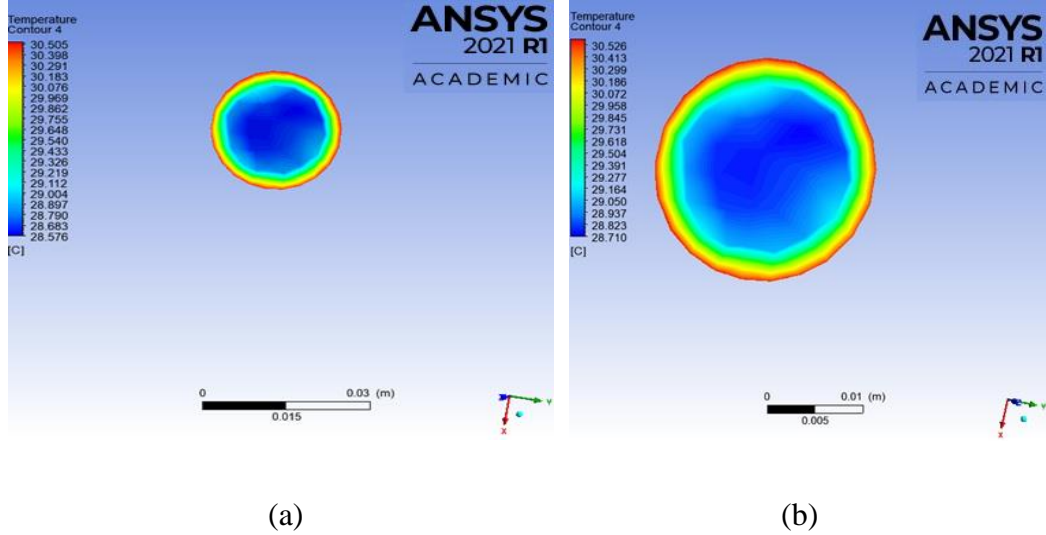 Temperature
Contour 4
30.505
30.398
30.291
30.183
30.076
29.969
29.862
29.755
29.648
29.540
29.433
29.326
29.219
29.112
29.004
28.897
28.790
28.683
28.576
[C]
ANSYS
2021 R1
ACADEMIC
0 0.03 (m)
0.015
Y
X
Temperature
Contour 4
30.526
30.413
30.299
30.186
30.072
29.958
29.845
29.731
29.618
29.504
29.391
29.277
29.164
29.050
28.937
28.823
28.710
[C]
ANSYS
2021 R1
ACADEMIC
0 0.01 (m)
0.005
Y
X
(a)
(b)